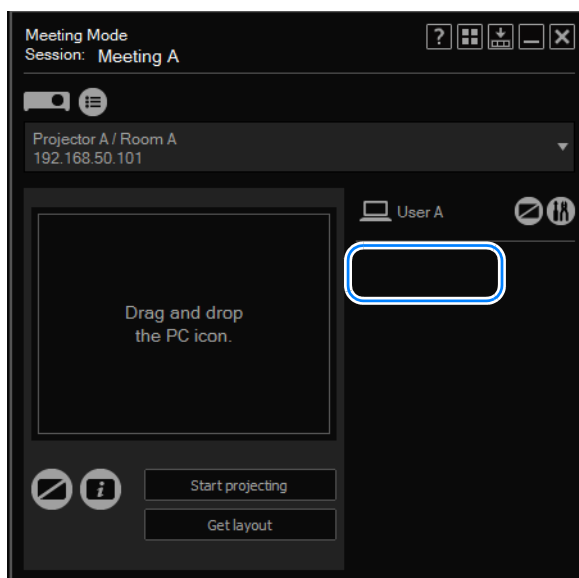 Meeting Mode
Session: Meeting A
Projector A / Room A
192.168.50.101
User A
Drag and drop
the PC icon.
Start projecting
Get layout